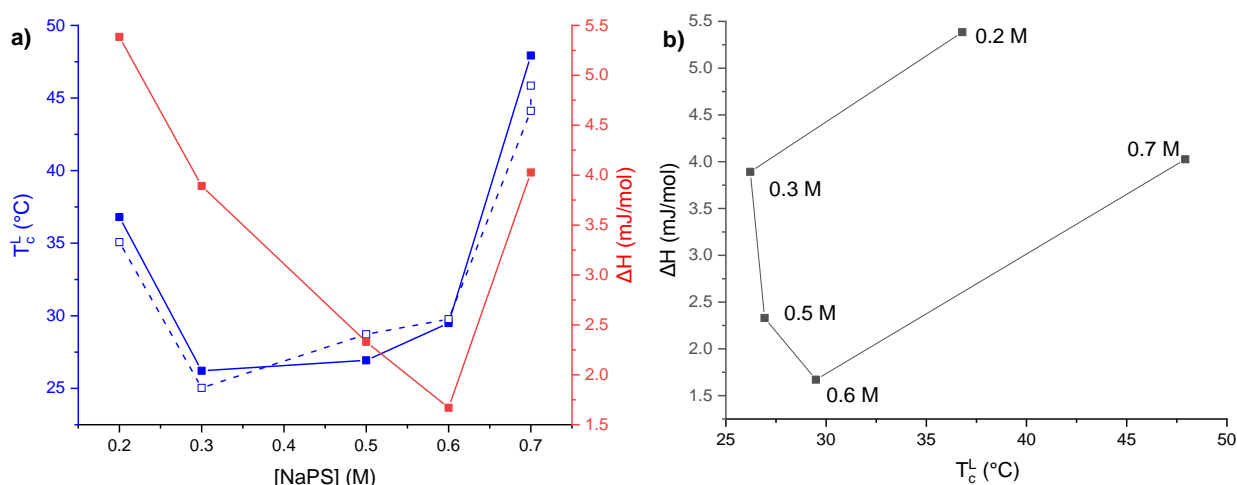 a)
50
45
40
35
30
25
T_c^L (°C)
0.2 0.3 0.4 0.5 0.6 0.7
[NaPS] (M)
5.5
5.0
4.5
4.0
3.5
3.0
2.5
2.0
1.5
ΔH (mJ/mol)
b)
5.5
5.0
4.5
4.0
3.5
3.0
2.5
2.0
1.5
ΔH (mJ/mol)
0.2 M
0.7 M
0.3 M
0.5 M
0.6 M
25 30 35 40 45 50
T_c^L (°C)